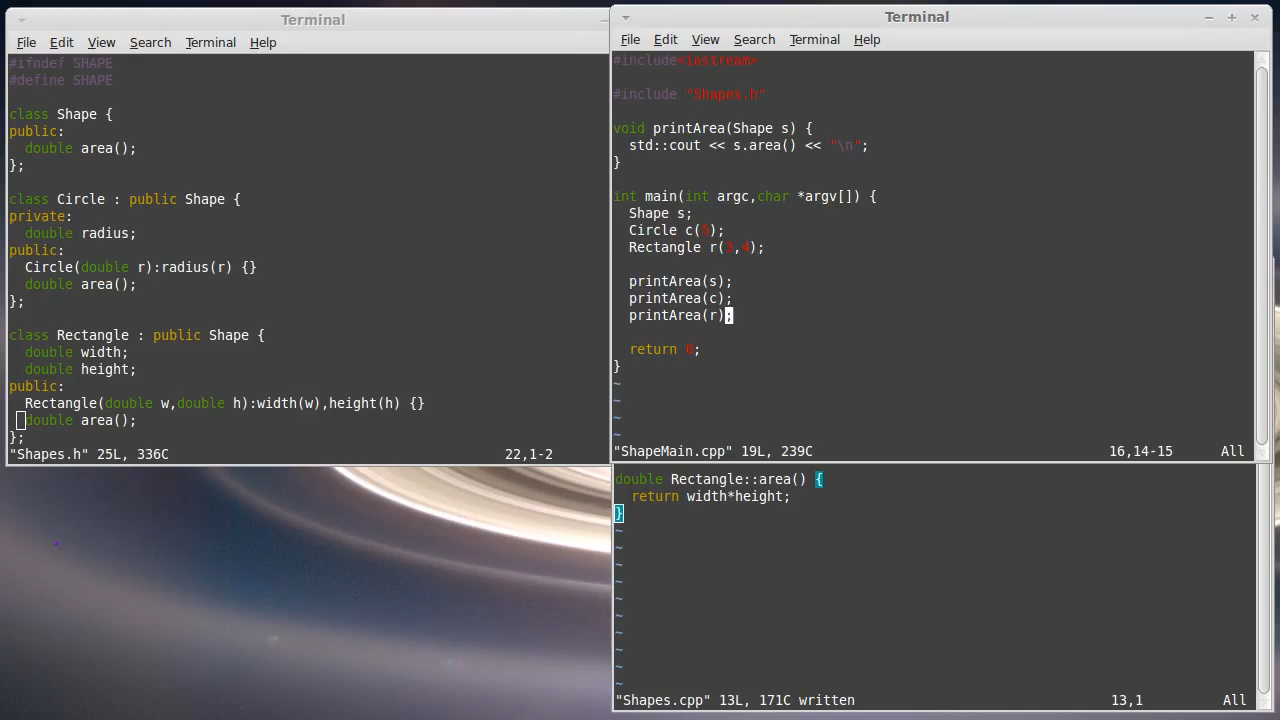 Terminal
File Edit View Search Terminal Help
#ifndef SHAPE
#define SHAPE
class Shape {
public:
  double area();
};
class Circle : public Shape {
private:
  double radius;
public:
  Circle(double r):radius(r) {}
  double area();
};
class Rectangle : public Shape {
  double width;
  double height;
public:
  Rectangle(double w,double h):width(w),height(h) {}
  double area();
};
"Shapes.h" 25L, 336C 22,1-2
Terminal
File Edit View Search Terminal Help
#include<iostream>
#include "Shapes.h"
void printArea(Shape s) {
  std::cout << s.area() << "\n";
}
int main(int argc,char *argv[]) {
  Shape s;
  Circle c(5);
  Rectangle r(3,4);
  printArea(s);
  printArea(c);
  printArea(r);
  return 0;
}
~
~
~
~
"ShapeMain.cpp" 19L, 239C 16,14-15 All
double Rectangle::area() {
  return width*height;
}
~
~
~
~
~
~
~
~
~
~
"Shapes.cpp" 13L, 171C written 13,1 All